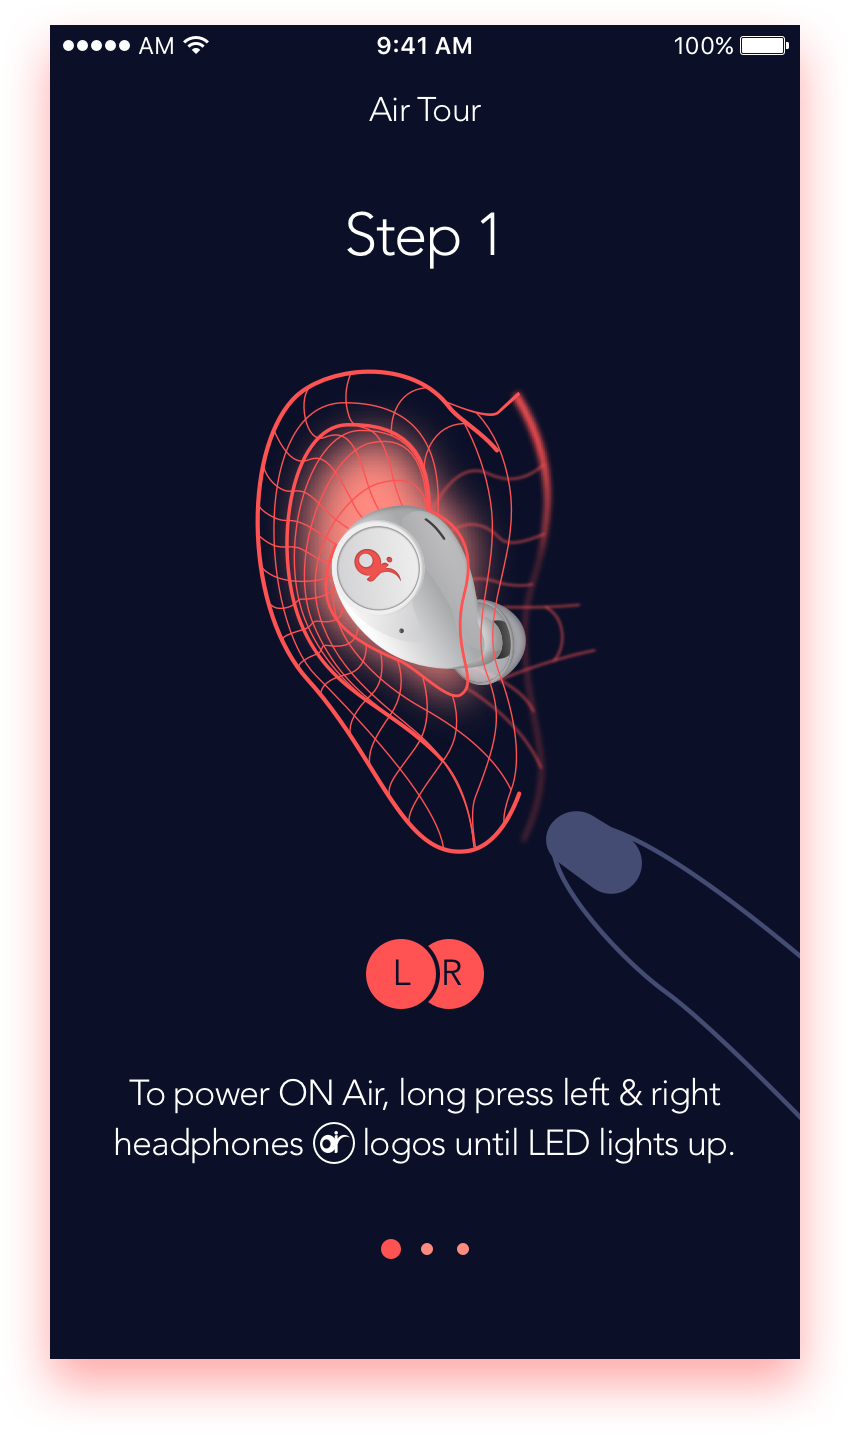 AM 9:41 AM 100%
Air Tour
Step 1
L R
To power ON Air, long press left & right
headphones air logos until LED lights up.